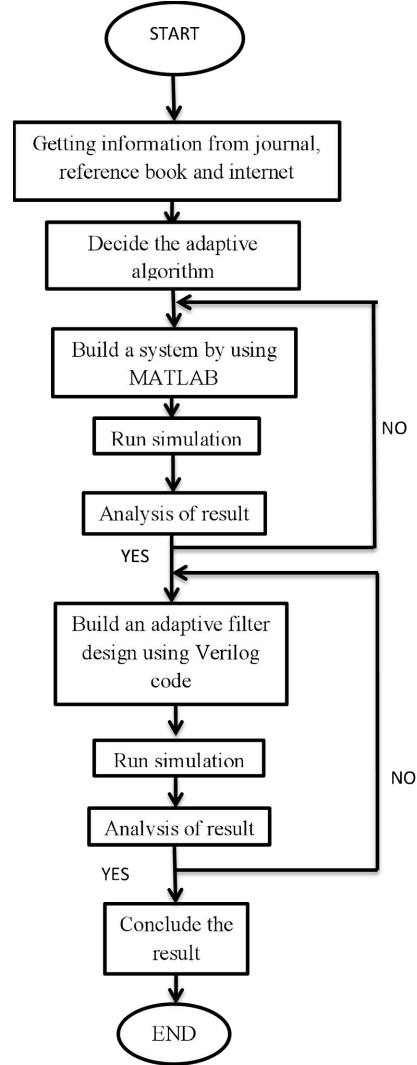 START
Getting information from journal,
reference book and internet
Decide the adaptive
algorithm
Build a system by using
MATLAB
NO
Run simulation
Analysis of result
YES
Build an adaptive filter
design using Verilog
code
Run simulation
NO
Analysis of result
YES
Conclude the
result
END